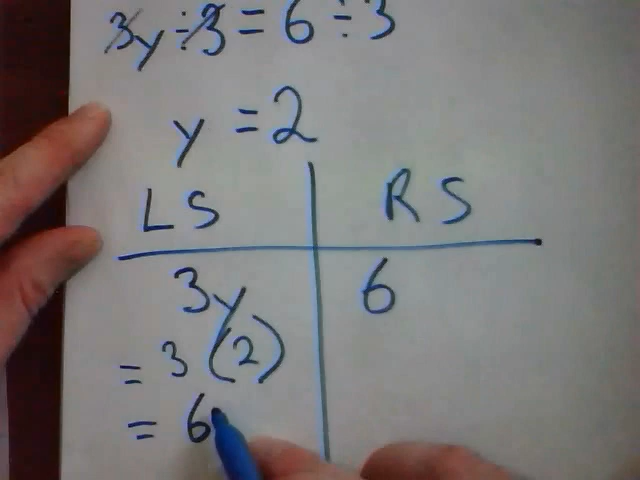 3y ÷ 3 = 6 ÷ 3
y = 2
LS RS
3y 6
= 3 (2)
= 6